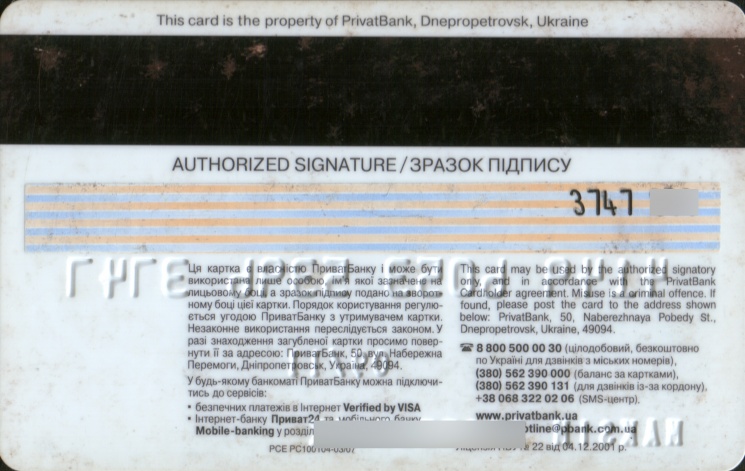 This card is the property of PrivatBank, Dnepropetrovsk, Ukraine
AUTHORIZED SIGNATURE / ЗРАЗОК ПІДПИСУ
3747
Ця картка є власністю ПриватБанку і може бути
використана лише особою, ім'я якої зазначене на
лицьовому боці, а зразок підпису подано на зворот-
ному боці цієї картки. Порядок користування регулю-
ється угодою ПриватБанку з утримувачем картки.
Незаконне використання переслідується законом. У
разі знаходження загубленої картки просимо повер-
нути її за адресою: ПриватБанк, 50, Набережна
Перемоги, Дніпропетровськ, Україна, 49094.
У будь-якому банкоматі ПриватБанку можна підключи-
тись до сервісів:
• безпечних платежів в Інтернет Verified by VISA
• Інтернет-банку Приват24 та мобільного банку
Mobile-banking у розділі
PCE PC100104-03/07
This card may be used by the authorized signatory
only and in accordance with the PrivatBank
Cardholder agreement. Misuse is a criminal offence. If
found, please post the card to the address shown
below: PrivatBank, 50, Naberezhnaya Pobedy St.,
Dnepropetrovsk, Ukraine, 49094.
☎ 8 800 500 00 30 (цілодобовий, безкоштовно
по Україні для дзвінків з міських номерів),
(380) 562 390 000 (баланс за картками),
(380) 562 390 131 (для дзвінків із-за кордону),
+38 068 322 02 06 (SMS-центр).
www.privatbank.ua
otline@pbank.com.ua
22 від 04.12.2001 р.